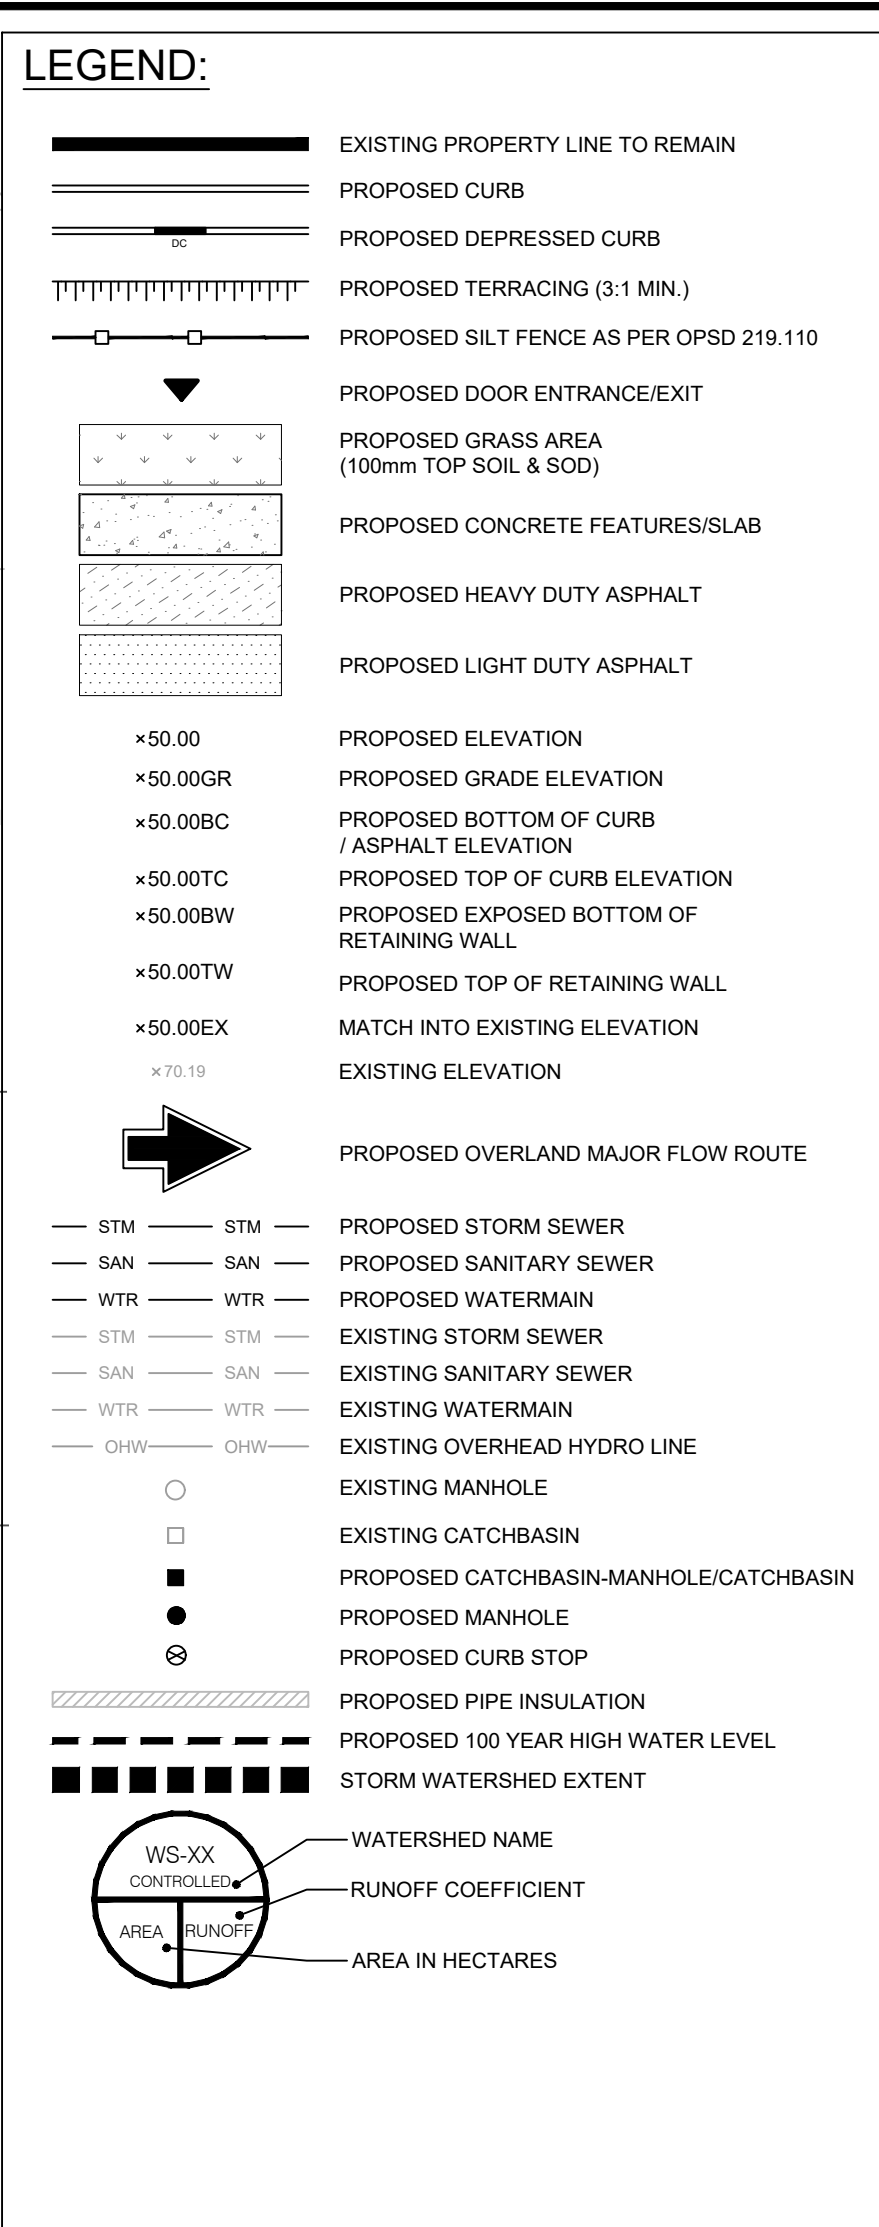 LEGEND:
EXISTING PROPERTY LINE TO REMAIN
PROPOSED CURB
DC PROPOSED DEPRESSED CURB
PROPOSED TERRACING (3:1 MIN.)
PROPOSED SILT FENCE AS PER OPSD 219.110
PROPOSED DOOR ENTRANCE/EXIT
PROPOSED GRASS AREA
(100mm TOP SOIL & SOD)
PROPOSED CONCRETE FEATURES/SLAB
PROPOSED HEAVY DUTY ASPHALT
PROPOSED LIGHT DUTY ASPHALT
×50.00 PROPOSED ELEVATION
×50.00GR PROPOSED GRADE ELEVATION
×50.00BC PROPOSED BOTTOM OF CURB
/ ASPHALT ELEVATION
×50.00TC PROPOSED TOP OF CURB ELEVATION
×50.00BW PROPOSED EXPOSED BOTTOM OF
RETAINING WALL
×50.00TW PROPOSED TOP OF RETAINING WALL
×50.00EX MATCH INTO EXISTING ELEVATION
×70.19 EXISTING ELEVATION
PROPOSED OVERLAND MAJOR FLOW ROUTE
STM STM PROPOSED STORM SEWER
SAN SAN PROPOSED SANITARY SEWER
WTR WTR PROPOSED WATERMAIN
STM STM EXISTING STORM SEWER
SAN SAN EXISTING SANITARY SEWER
WTR WTR EXISTING WATERMAIN
OHW OHW EXISTING OVERHEAD HYDRO LINE
EXISTING MANHOLE
EXISTING CATCHBASIN
PROPOSED CATCHBASIN-MANHOLE/CATCHBASIN
PROPOSED MANHOLE
PROPOSED CURB STOP
PROPOSED PIPE INSULATION
PROPOSED 100 YEAR HIGH WATER LEVEL
STORM WATERSHED EXTENT
WS-XX
CONTROLLED
AREA RUNOFF
WATERSHED NAME
RUNOFF COEFFICIENT
AREA IN HECTARES